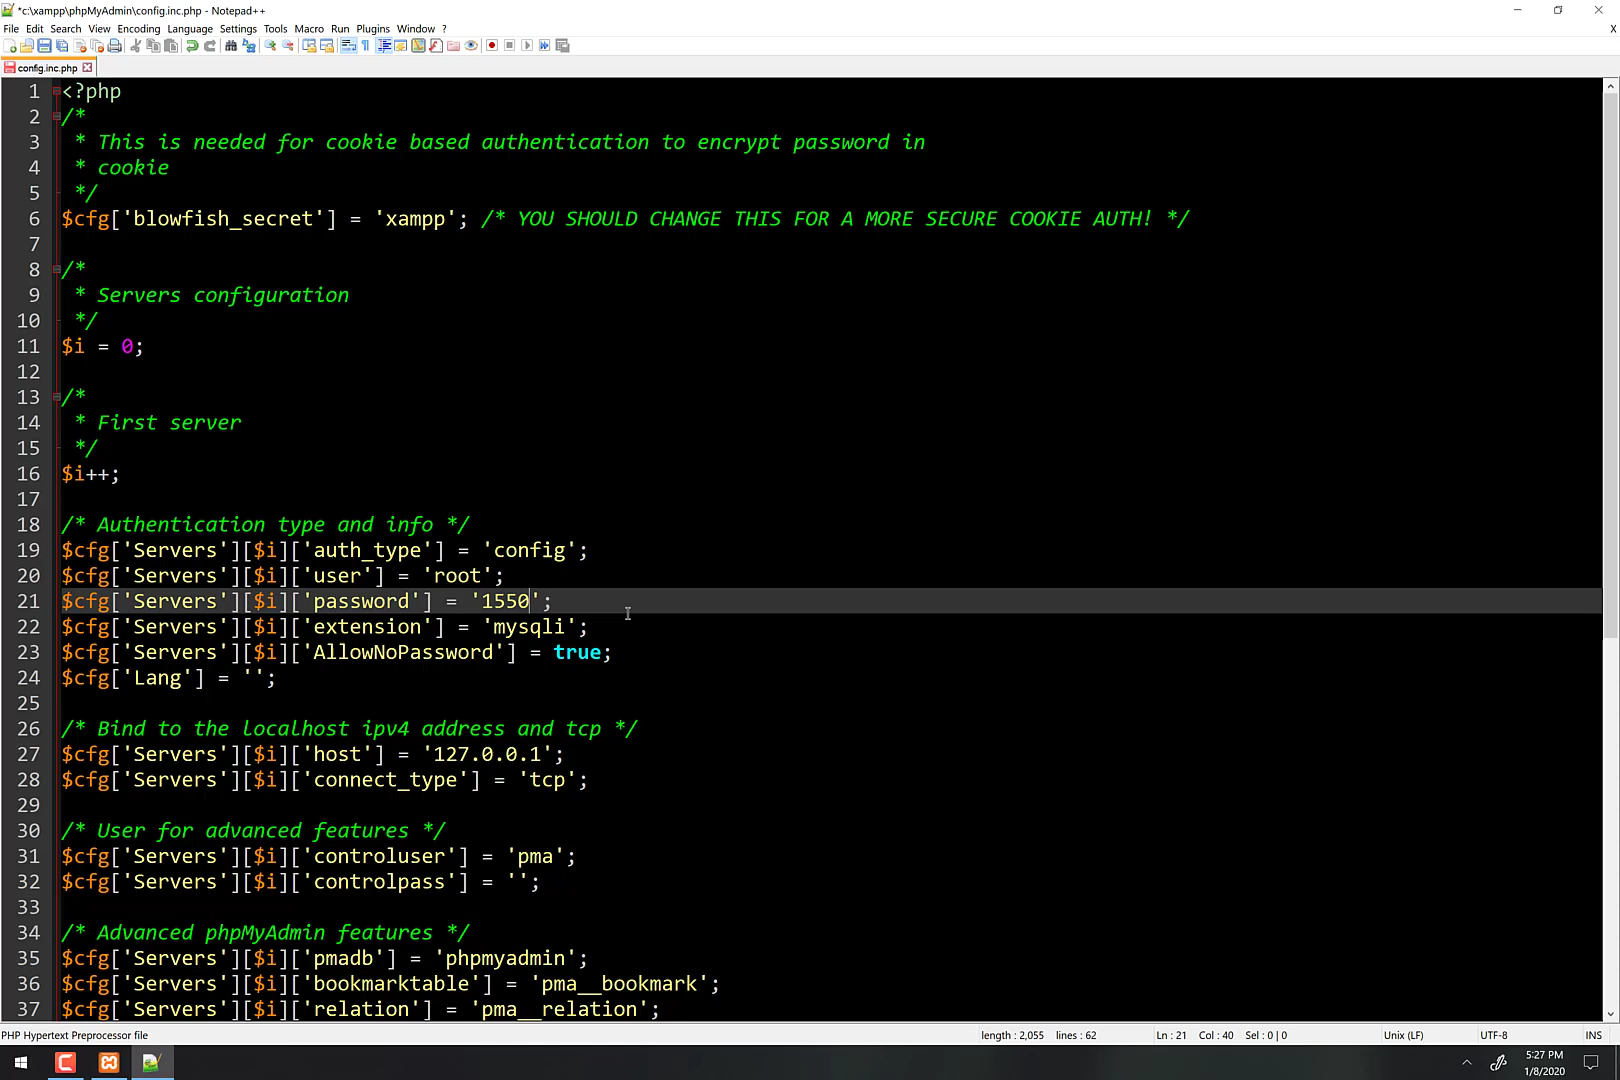 *c:\xampp\phpMyAdmin\config.inc.php - Notepad++
File Edit Search View Encoding Language Settings Tools Macro Run Plugins Window ? X
config.inc.php
1 <?php
2 /*
3 * This is needed for cookie based authentication to encrypt password in
4 * cookie
5 */
6 $cfg['blowfish_secret'] = 'xampp'; /* YOU SHOULD CHANGE THIS FOR A MORE SECURE COOKIE AUTH! */
7
8 /*
9 * Servers configuration
10 */
11 $i = 0;
12
13 /*
14 * First server
15 */
16 $i++;
17
18 /* Authentication type and info */
19 $cfg['Servers'][$i]['auth_type'] = 'config';
20 $cfg['Servers'][$i]['user'] = 'root';
21 $cfg['Servers'][$i]['password'] = '1550';
22 $cfg['Servers'][$i]['extension'] = 'mysqli';
23 $cfg['Servers'][$i]['AllowNoPassword'] = true;
24 $cfg['Lang'] = '';
25
26 /* Bind to the localhost ipv4 address and tcp */
27 $cfg['Servers'][$i]['host'] = '127.0.0.1';
28 $cfg['Servers'][$i]['connect_type'] = 'tcp';
29
30 /* User for advanced features */
31 $cfg['Servers'][$i]['controluser'] = 'pma';
32 $cfg['Servers'][$i]['controlpass'] = '';
33
34 /* Advanced phpMyAdmin features */
35 $cfg['Servers'][$i]['pmadb'] = 'phpmyadmin';
36 $cfg['Servers'][$i]['bookmarktable'] = 'pma__bookmark';
37 $cfg['Servers'][$i]['relation'] = 'pma__relation';
PHP Hypertext Preprocessor file length : 2,055 lines : 62 Ln : 21 Col : 40 Sel : 0 | 0 Unix (LF) UTF-8 INS
5:27 PM
1/8/2020